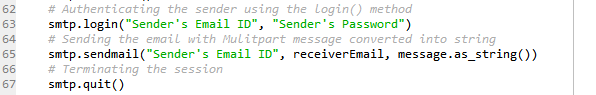 62 # Authenticating the sender using the login() method
63 smtp.login("Sender's Email ID", "Sender's Password")
64 # Sending the email with Mulitpart message converted into string
65 smtp.sendmail("Sender's Email ID", receiverEmail, message.as_string())
66 # Terminating the session
67 smtp.quit()